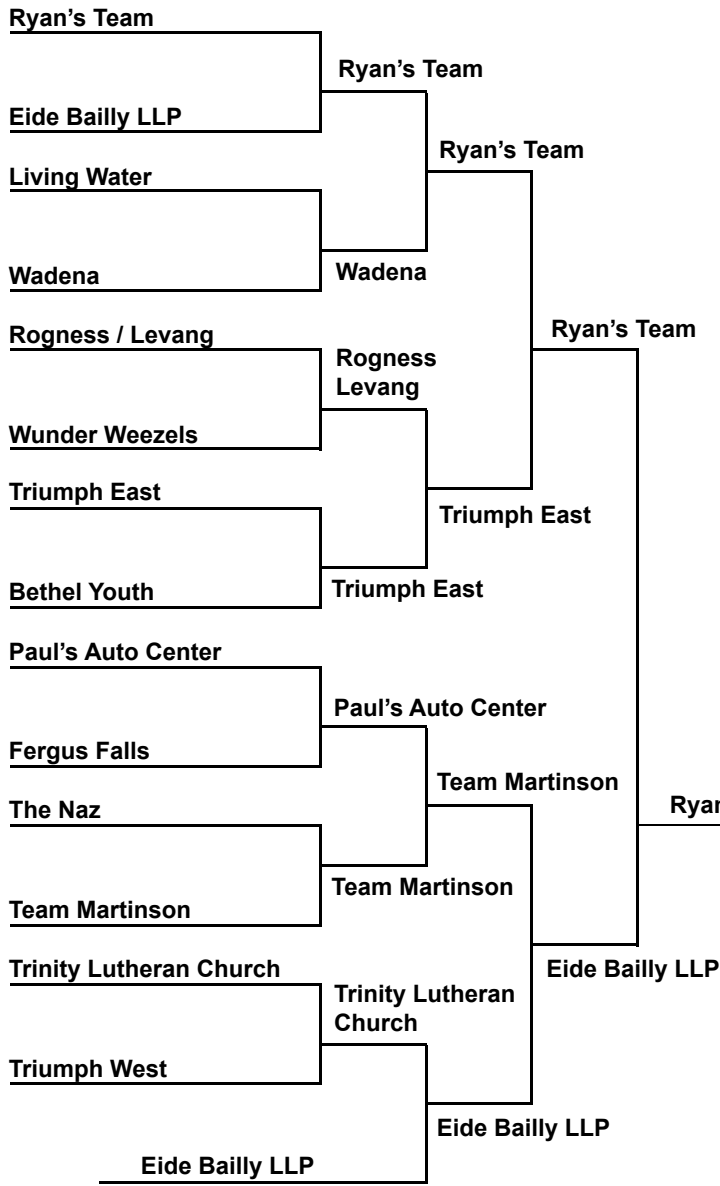 Ryan’s Team
Eide Bailly LLP
Living Water
Wadena
Rogness / Levang
Wunder Weezels
Triumph East
Bethel Youth
Paul’s Auto Center
Fergus Falls
The Naz
Team Martinson
Trinity Lutheran Church
Triumph West
Eide Bailly LLP
Ryan’s Team
Wadena
Rogness
Levang
Triumph East
Paul’s Auto Center
Team Martinson
Trinity Lutheran
Church
Ryan’s Team
Triumph East
Team Martinson
Eide Bailly LLP
Ryan’s Team
Eide Bailly LLP
Ryan